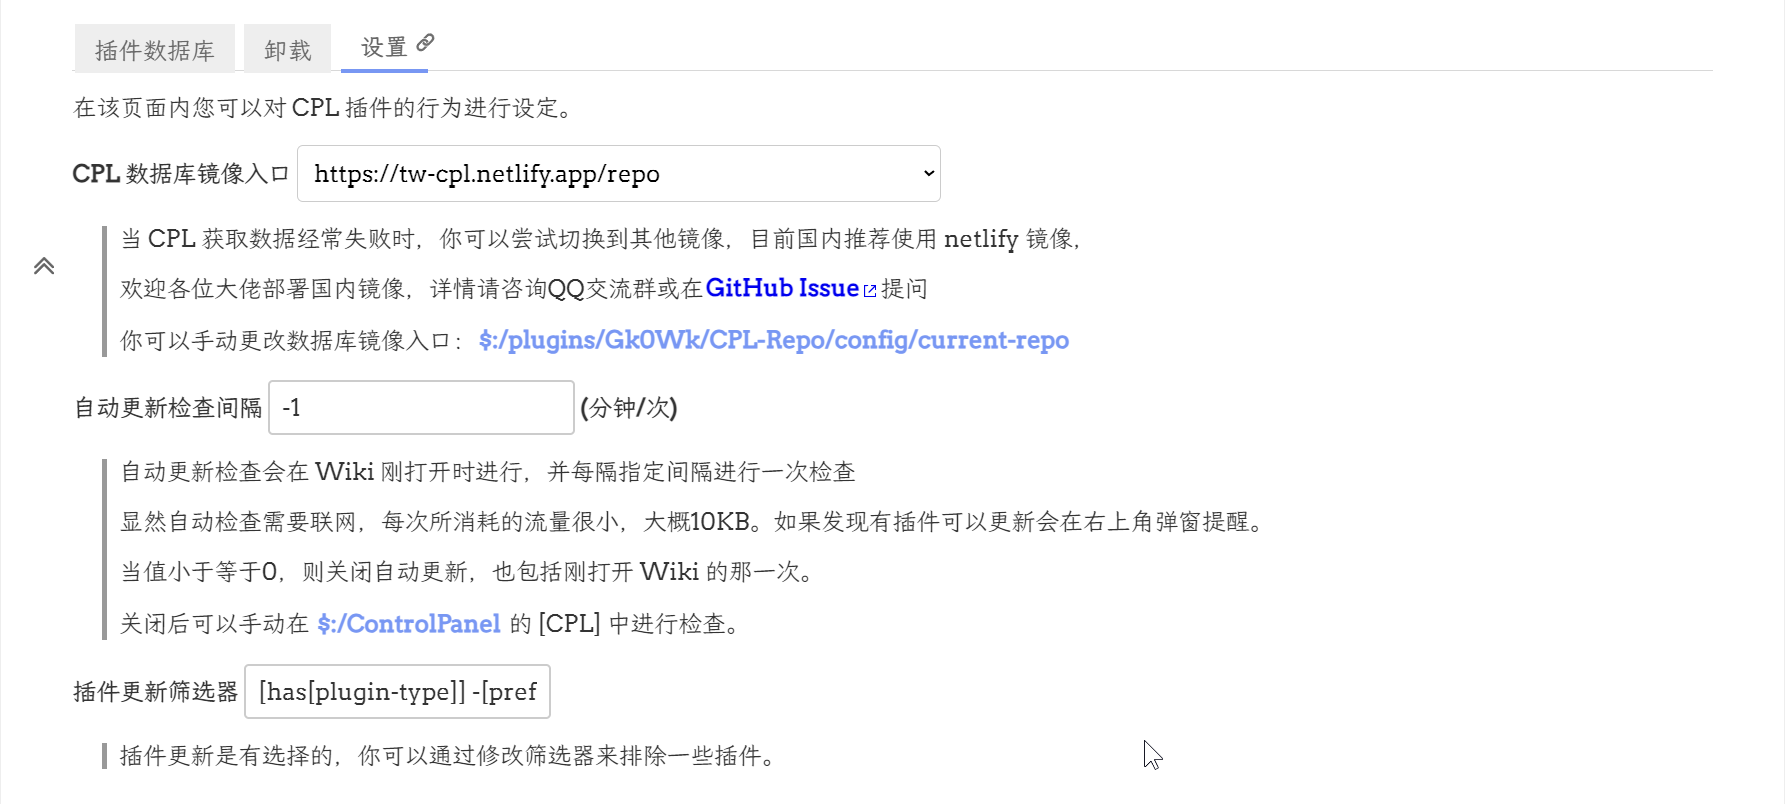 插件数据库 卸载 设置
在该页面内您可以对 CPL 插件的行为进行设定。
CPL 数据库镜像入口 https://tw-cpl.netlify.app/repo
当 CPL 获取数据经常失败时，你可以尝试切换到其他镜像，目前国内推荐使用 netlify 镜像，
欢迎各位大佬部署国内镜像，详情请咨询QQ交流群或在GitHub Issue提问
你可以手动更改数据库镜像入口： $:/plugins/Gk0Wk/CPL-Repo/config/current-repo
自动更新检查间隔 -1 (分钟/次)
自动更新检查会在 Wiki 刚打开时进行，并每隔指定间隔进行一次检查
显然自动检查需要联网，每次所消耗的流量很小，大概10KB。如果发现有插件可以更新会在右上角弹窗提醒。
当值小于等于0，则关闭自动更新，也包括刚打开 Wiki 的那一次。
关闭后可以手动在 $:/ControlPanel 的 [CPL] 中进行检查。
插件更新筛选器 [has[plugin-type]] -[pref
插件更新是有选择的，你可以通过修改筛选器来排除一些插件。